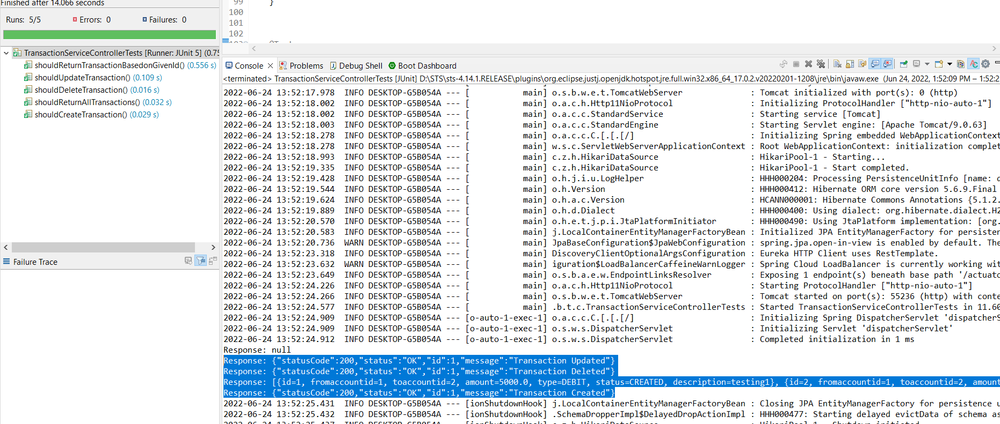 Finished after 14.066 seconds
Runs: 5/5 Errors: 0 Failures: 0
TransactionServiceControllerTests [Runner: JUnit 5] (0.75
shouldReturnTransactionBasedonGivenId() (0.556 s)
shouldUpdateTransaction() (0.109 s)
shouldDeleteTransaction() (0.016 s)
shouldReturnAllTransactions() (0.032 s)
shouldCreateTransaction() (0.029 s)
Failure Trace
99 }
100
101
102
Console Problems Debug Shell Boot Dashboard
<terminated> TransactionServiceControllerTests [JUnit] D:\STS\sts-4.14.1.RELEASE\plugins\org.eclipse.justj.openjdk.hotspot.jre.full.win32.x86_64_17.0.2.v20220201-1208\jre\bin\javaw.exe (Jun 24, 2022, 1:52:09 PM – 1:52:2
2022-06-24 13:52:17.978 INFO DESKTOP-G5B054A --- [ main] o.s.b.w.e.t.TomcatWebServer : Tomcat initialized with port(s): 0 (http)
2022-06-24 13:52:18.002 INFO DESKTOP-G5B054A --- [ main] o.a.c.h.Http11NioProtocol : Initializing ProtocolHandler ["http-nio-auto-1"]
2022-06-24 13:52:18.002 INFO DESKTOP-G5B054A --- [ main] o.a.c.c.StandardService : Starting service [Tomcat]
2022-06-24 13:52:18.003 INFO DESKTOP-G5B054A --- [ main] o.a.c.c.StandardEngine : Starting Servlet engine: [Apache Tomcat/9.0.63]
2022-06-24 13:52:18.278 INFO DESKTOP-G5B054A --- [ main] o.a.c.c.C.[.[.[/] : Initializing Spring embedded WebApplicationContext
2022-06-24 13:52:18.278 INFO DESKTOP-G5B054A --- [ main] w.s.c.ServletWebServerApplicationContext : Root WebApplicationContext: initialization complet
2022-06-24 13:52:18.993 INFO DESKTOP-G5B054A --- [ main] c.z.h.HikariDataSource : HikariPool-1 - Starting...
2022-06-24 13:52:19.335 INFO DESKTOP-G5B054A --- [ main] c.z.h.HikariDataSource : HikariPool-1 - Start completed.
2022-06-24 13:52:19.428 INFO DESKTOP-G5B054A --- [ main] o.h.j.i.u.LogHelper : HHH000204: Processing PersistenceUnitInfo [name: d
2022-06-24 13:52:19.544 INFO DESKTOP-G5B054A --- [ main] o.h.Version : HHH000412: Hibernate ORM core version 5.6.9.Final
2022-06-24 13:52:19.624 INFO DESKTOP-G5B054A --- [ main] o.h.a.c.Version : HCANN000001: Hibernate Commons Annotations {5.1.2.
2022-06-24 13:52:19.889 INFO DESKTOP-G5B054A --- [ main] o.h.d.Dialect : HHH000400: Using dialect: org.hibernate.dialect.H2
2022-06-24 13:52:20.570 INFO DESKTOP-G5B054A --- [ main] o.h.e.t.j.p.i.JtaPlatformInitiator : HHH000490: Using JtaPlatform implementation: [org.
2022-06-24 13:52:20.583 INFO DESKTOP-G5B054A --- [ main] j.LocalContainerEntityManagerFactoryBean : Initialized JPA EntityManagerFactory for persisten
2022-06-24 13:52:20.736 WARN DESKTOP-G5B054A --- [ main] JpaBaseConfiguration$JpaWebConfiguration : spring.jpa.open-in-view is enabled by default. The
2022-06-24 13:52:23.318 INFO DESKTOP-G5B054A --- [ main] DiscoveryClientOptionalArgsConfiguration : Eureka HTTP Client uses RestTemplate.
2022-06-24 13:52:23.632 WARN DESKTOP-G5B054A --- [ main] iguration$LoadBalancerCaffeineWarnLogger : Spring Cloud LoadBalancer is currently working wit
2022-06-24 13:52:23.649 INFO DESKTOP-G5B054A --- [ main] o.s.b.a.e.w.EndpointLinksResolver : Exposing 1 endpoint(s) beneath base path '/actuato
2022-06-24 13:52:24.226 INFO DESKTOP-G5B054A --- [ main] o.a.c.h.Http11NioProtocol : Starting ProtocolHandler ["http-nio-auto-1"]
2022-06-24 13:52:24.266 INFO DESKTOP-G5B054A --- [ main] o.s.b.w.e.t.TomcatWebServer : Tomcat started on port(s): 55236 (http) with conte
2022-06-24 13:52:24.577 INFO DESKTOP-G5B054A --- [ main] .b.t.c.TransactionServiceControllerTests : Started TransactionServiceControllerTests in 11.60
2022-06-24 13:52:24.909 INFO DESKTOP-G5B054A --- [o-auto-1-exec-1] o.a.c.c.C.[.[.[/] : Initializing Spring DispatcherServlet 'dispatcherS
2022-06-24 13:52:24.909 INFO DESKTOP-G5B054A --- [o-auto-1-exec-1] o.s.w.s.DispatcherServlet : Initializing Servlet 'dispatcherServlet'
2022-06-24 13:52:24.912 INFO DESKTOP-G5B054A --- [o-auto-1-exec-1] o.s.w.s.DispatcherServlet : Completed initialization in 1 ms
Response: null
Response: {"statusCode":200,"status":"OK","id":1,"message":"Transaction Updated"}
Response: {"statusCode":200,"status":"OK","id":1,"message":"Transaction Deleted"}
Response: [{id=1, fromaccountid=1, toaccountid=2, amount=5000.0, type=DEBIT, status=CREATED, description=testing1}, {id=2, fromaccountid=1, toaccountid=2, amount
Response: {"statusCode":200,"status":"OK","id":1,"message":"Transaction Created"}
2022-06-24 13:52:25.431 INFO DESKTOP-G5B054A --- [ionShutdownHook] j.LocalContainerEntityManagerFactoryBean : Closing JPA EntityManagerFactory for persistence u
2022-06-24 13:52:25.432 INFO DESKTOP-G5B054A --- [ionShutdownHook] .SchemaDropperImpl$DelayedDropActionImpl : HHH000477: Starting delayed evictData of schema as